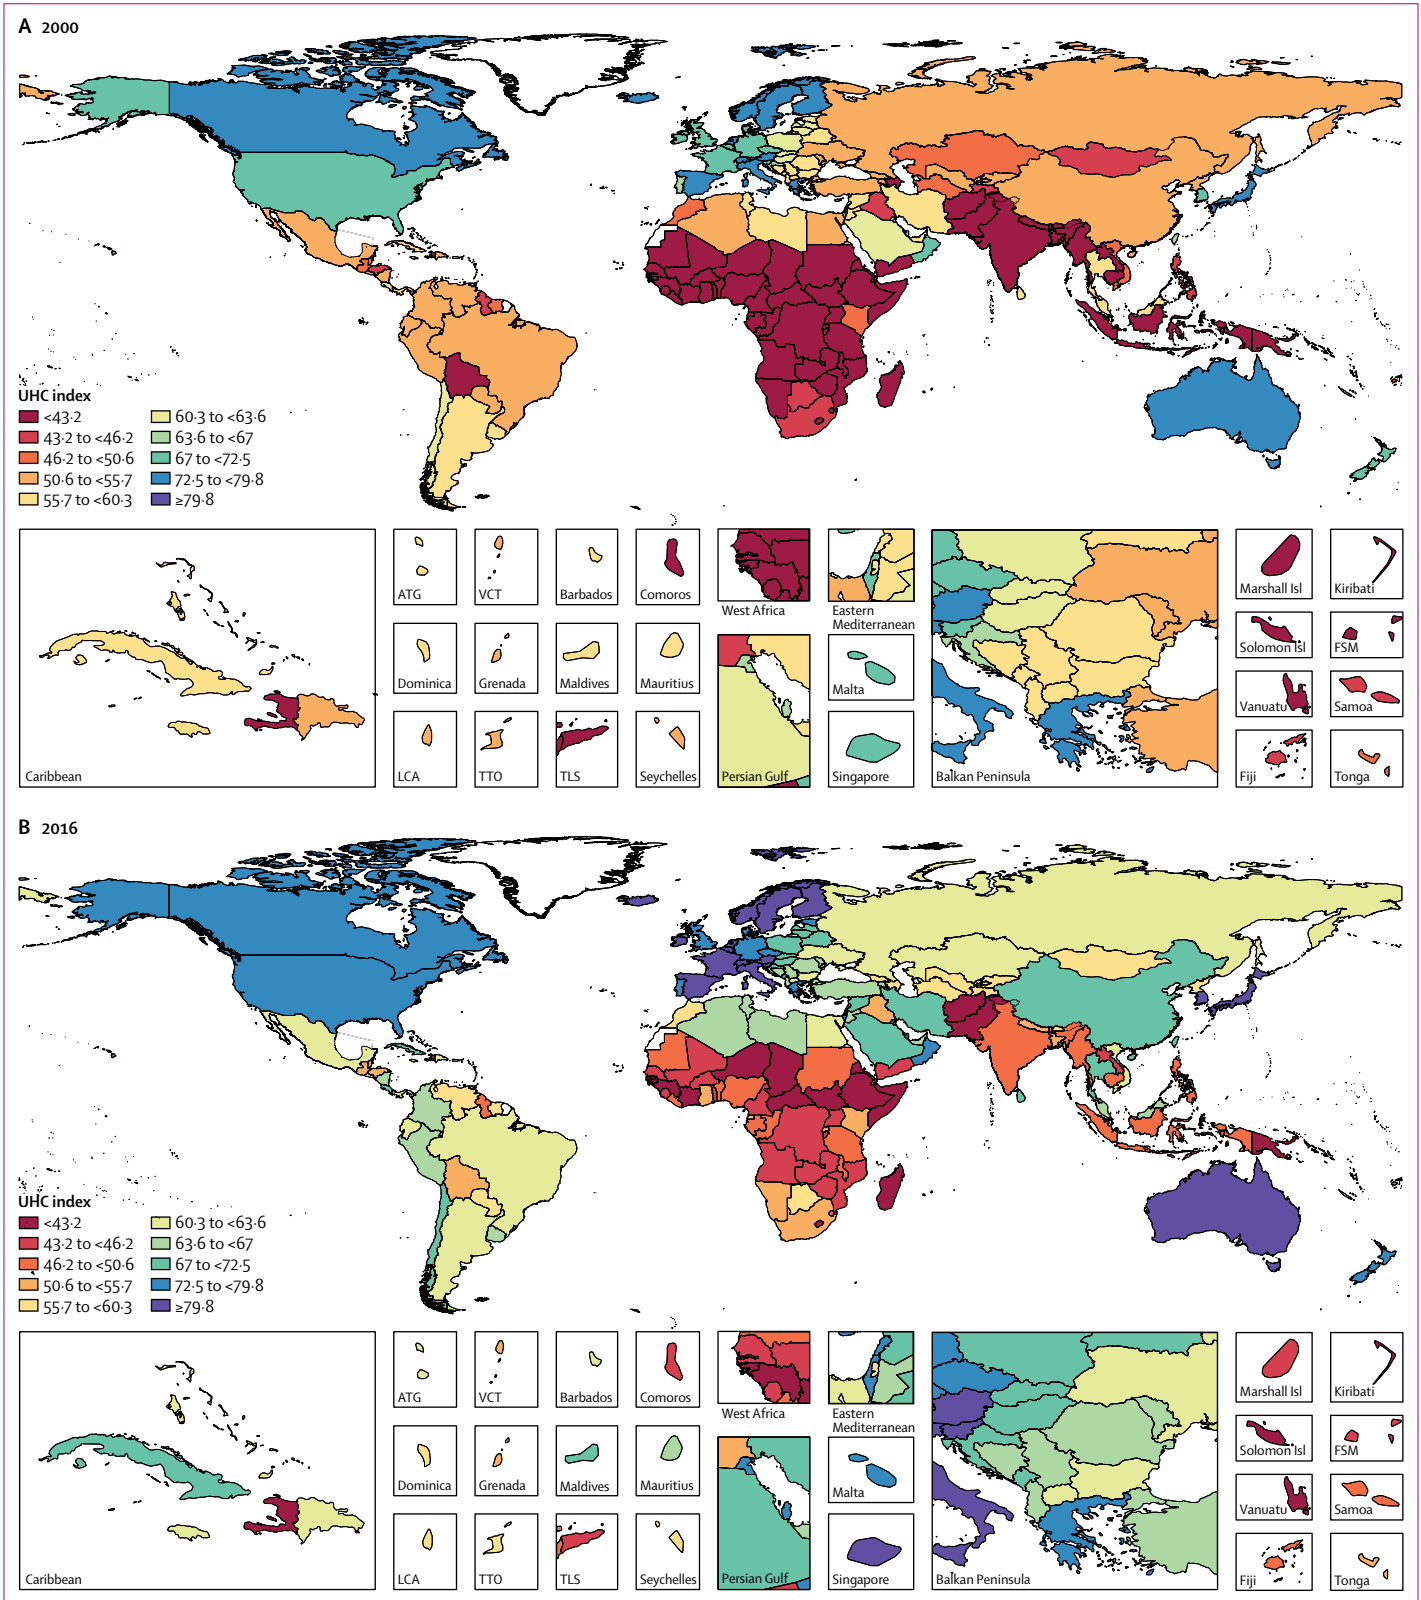 A 2000
UHC index
<43·2
43·2 to <46·2
46·2 to <50·6
50·6 to <55·7
55·7 to <60·3
60·3 to <63·6
63·6 to <67
67 to <72·5
72·5 to <79·8
≥79·8
Caribbean
ATG
VCT
Barbados
Comoros
Dominica
Grenada
Maldives
Mauritius
LCA
TTO
TLS
Seychelles
West Africa
Eastern
Mediterranean
Persian Gulf
Malta
Singapore
Balkan Peninsula
Marshall Isl
Kiribati
Solomon Isl
FSM
Vanuatu
Samoa
Fiji
Tonga
B 2016
UHC index
<43·2
43·2 to <46·2
46·2 to <50·6
50·6 to <55·7
55·7 to <60·3
60·3 to <63·6
63·6 to <67
67 to <72·5
72·5 to <79·8
≥79·8
Caribbean
ATG
VCT
Barbados
Comoros
Dominica
Grenada
Maldives
Mauritius
LCA
TTO
TLS
Seychelles
West Africa
Eastern
Mediterranean
Persian Gulf
Malta
Singapore
Balkan Peninsula
Marshall Isl
Kiribati
Solomon Isl
FSM
Vanuatu
Samoa
Fiji
Tonga